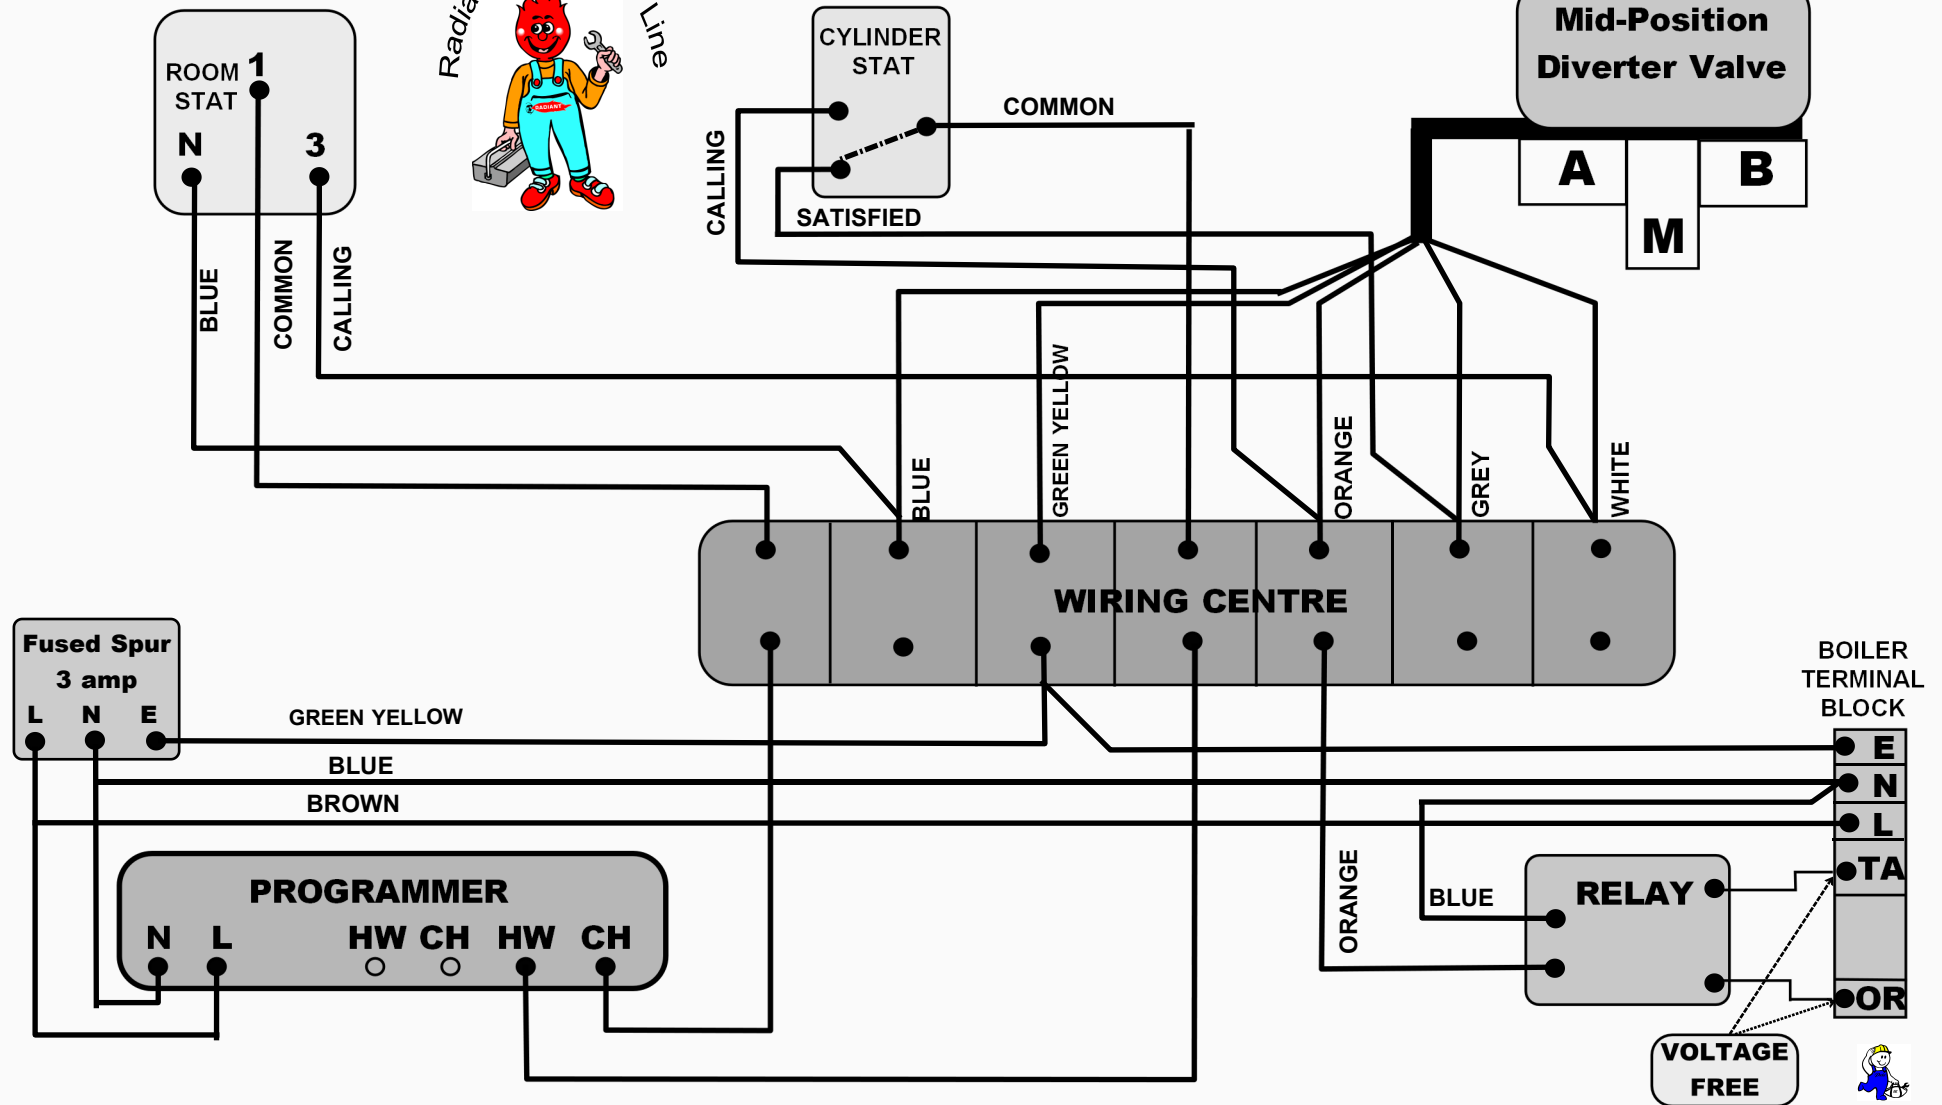 Radia
Line
ROOM
STAT
1
N
3
BLUE
COMMON
CALLING
RADIANT
CYLINDER
STAT
COMMON
CALLING
SATISFIED
Mid-Position
Diverter Valve
A
B
M
BLUE
GREEN YELLOW
ORANGE
GREY
WHITE
WIRING CENTRE
Fused Spur
3 amp
L N E
GREEN YELLOW
BLUE
BROWN
BOILER
TERMINAL
BLOCK
E
N
L
TA
OR
PROGRAMMER
N L HW CH HW CH
ORANGE
BLUE
RELAY
VOLTAGE
FREE